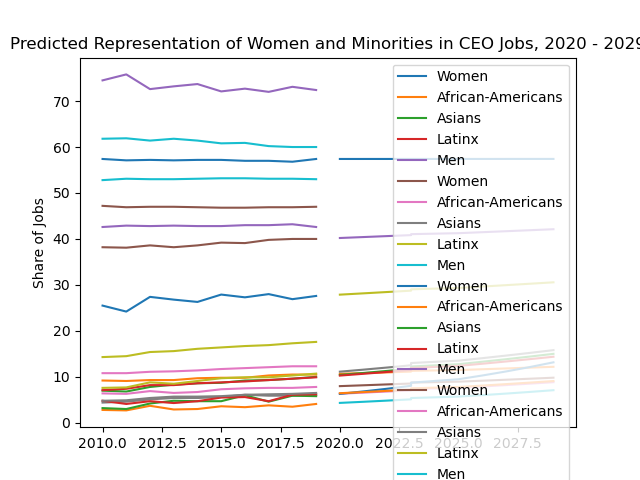 Predicted Representation of Women and Minorities in CEO Jobs, 2020 - 2029
Share of Jobs
70
60
50
40
30
20
10
0
2010.0 2012.5 2015.0 2017.5 2020.0 2022.5 2025.0 2027.5
Women
African-Americans
Asians
Latinx
Men
Women
African-Americans
Asians
Latinx
Men
Women
African-Americans
Asians
Latinx
Men
Women
African-Americans
Asians
Latinx
Men